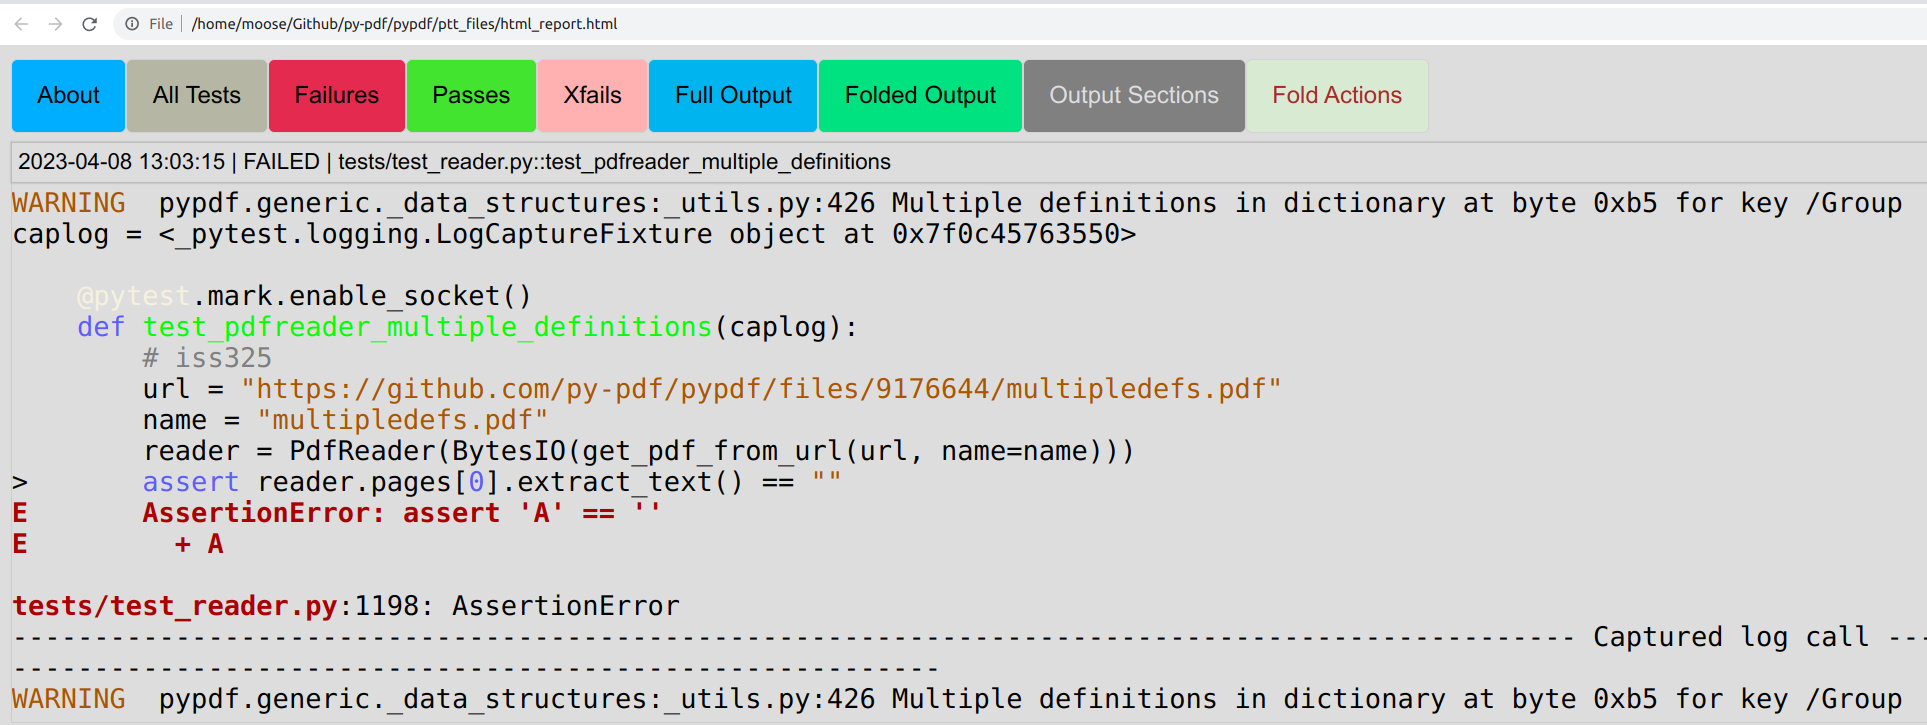 File | /home/moose/Github/py-pdf/pypdf/ptt_files/html_report.html
About All Tests Failures Passes Xfails Full Output Folded Output Output Sections Fold Actions
2023-04-08 13:03:15 | FAILED | tests/test_reader.py::test_pdfreader_multiple_definitions
WARNING  pypdf.generic._data_structures:_utils.py:426 Multiple definitions in dictionary at byte 0xb5 for key /Group
caplog = <_pytest.logging.LogCaptureFixture object at 0x7f0c45763550>
    @pytest.mark.enable_socket()
    def test_pdfreader_multiple_definitions(caplog):
        # iss325
        url = "https://github.com/py-pdf/pypdf/files/9176644/multipledefs.pdf"
        name = "multipledefs.pdf"
        reader = PdfReader(BytesIO(get_pdf_from_url(url, name=name)))
>       assert reader.pages[0].extract_text() == ""
E       AssertionError: assert 'A' == ''
E         + A
tests/test_reader.py:1198: AssertionError
------------------------------------------------------------------------------------------------ Captured log call ---
---------------------------------------------------------
WARNING  pypdf.generic._data_structures:_utils.py:426 Multiple definitions in dictionary at byte 0xb5 for key /Group